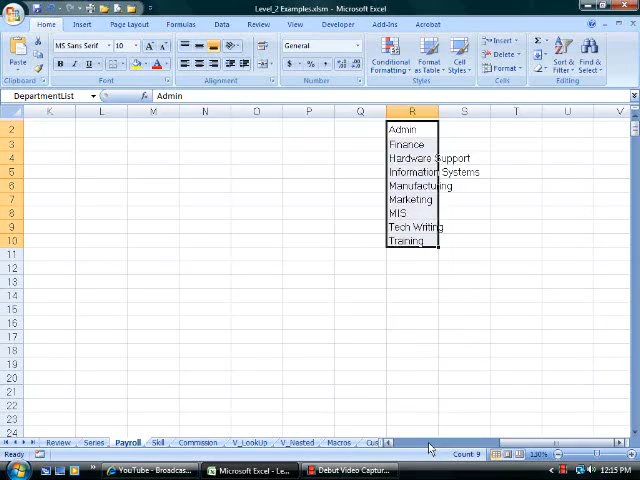 Level_2 Examples.xlsm - Microsoft Excel
Home Insert Page Layout Formulas Data Review View Developer Add-Ins Acrobat
MS Sans Serif 10 General
Paste Conditional Formatting Format as Table Cell Styles Insert Delete Format Sort & Filter Find & Select
Clipboard Font Alignment Number Styles Cells Editing
DepartmentList fx Admin
K L M N O P Q R S T U V
2 Admin
3 Finance
4 Hardware Support
5 Information Systems
6 Manufacturing
7 Marketing
8 MIS
9 Tech Writing
10 Training
11
12
13
14
15
16
17
18
19
20
21
22
23
24
Review Series Payroll Skill Commission V_LookUp V_Nested Macros Cus
Ready Count: 9 130%
YouTube - Broadcas... Microsoft Excel - Le... Debut Video Captur... 12:15 PM